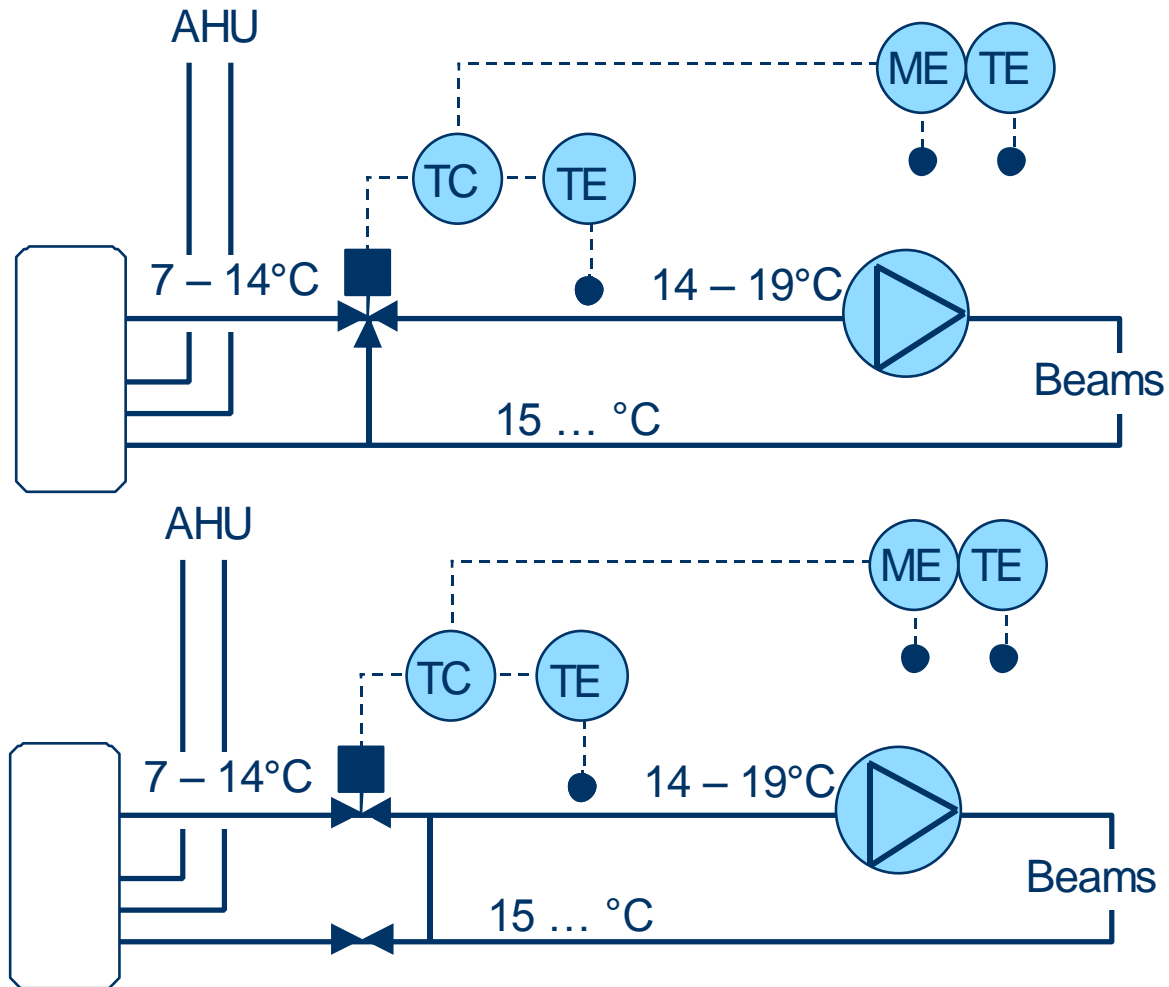 AHU
ME TE
TC TE
7 – 14°C 14 – 19°C
Beams
15 … °C
AHU
ME TE
TC TE
7 – 14°C 14 – 19°C
Beams
15 … °C